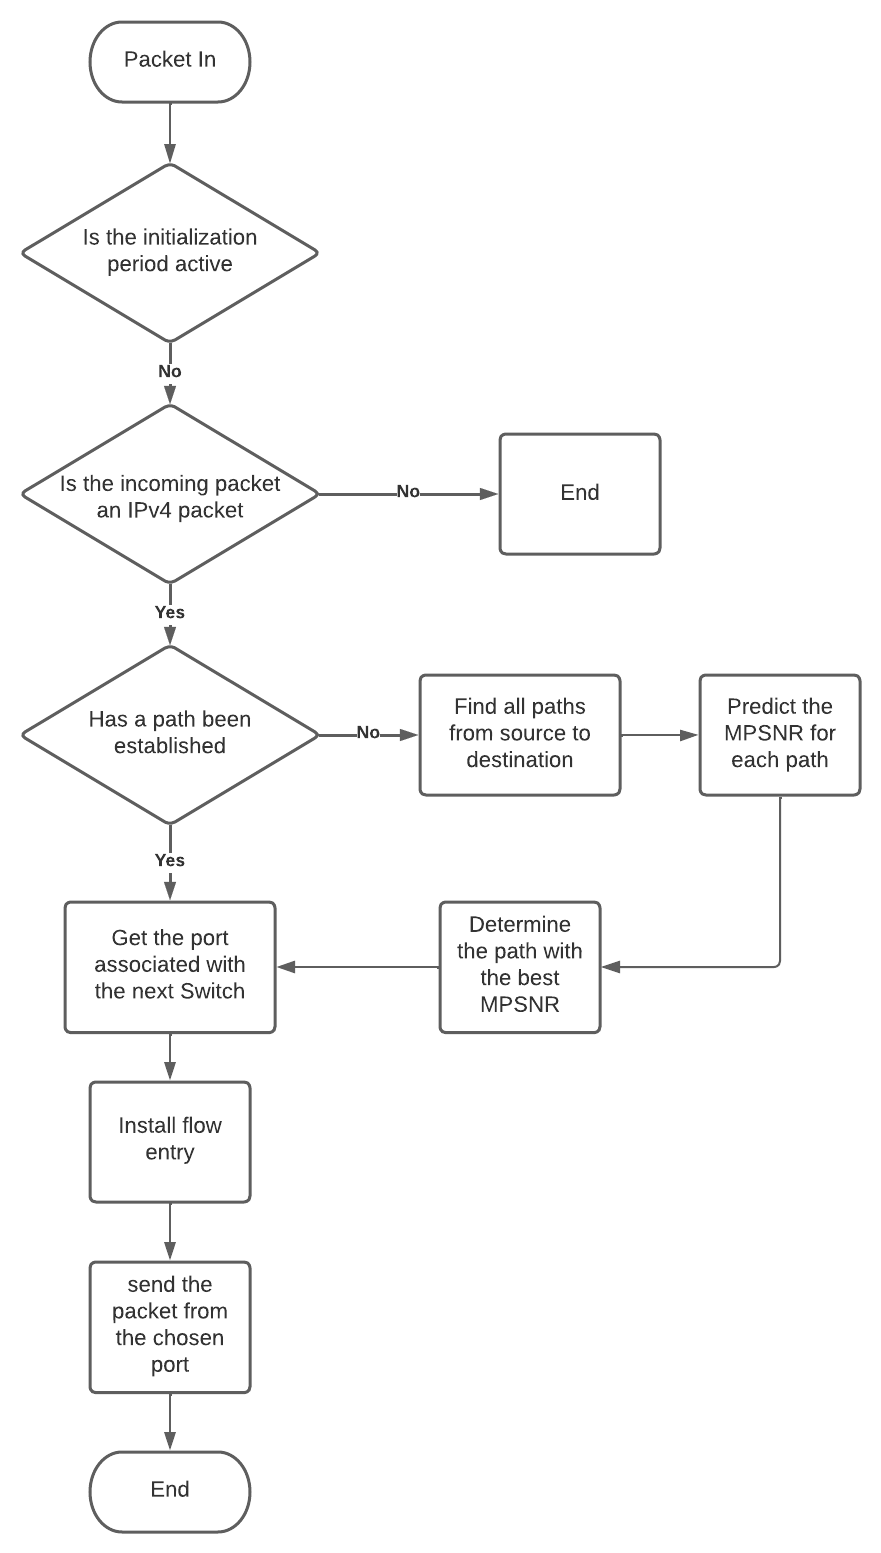 Packet In
Is the initialization
period active
No
Is the incoming packet
an IPv4 packet
No
End
Yes
Has a path been
established
No
Find all paths
from source to
destination
Predict the
MPSNR for
each path
Yes
Get the port
associated with
the next Switch
Determine
the path with
the best
MPSNR
Install flow
entry
send the
packet from
the chosen
port
End